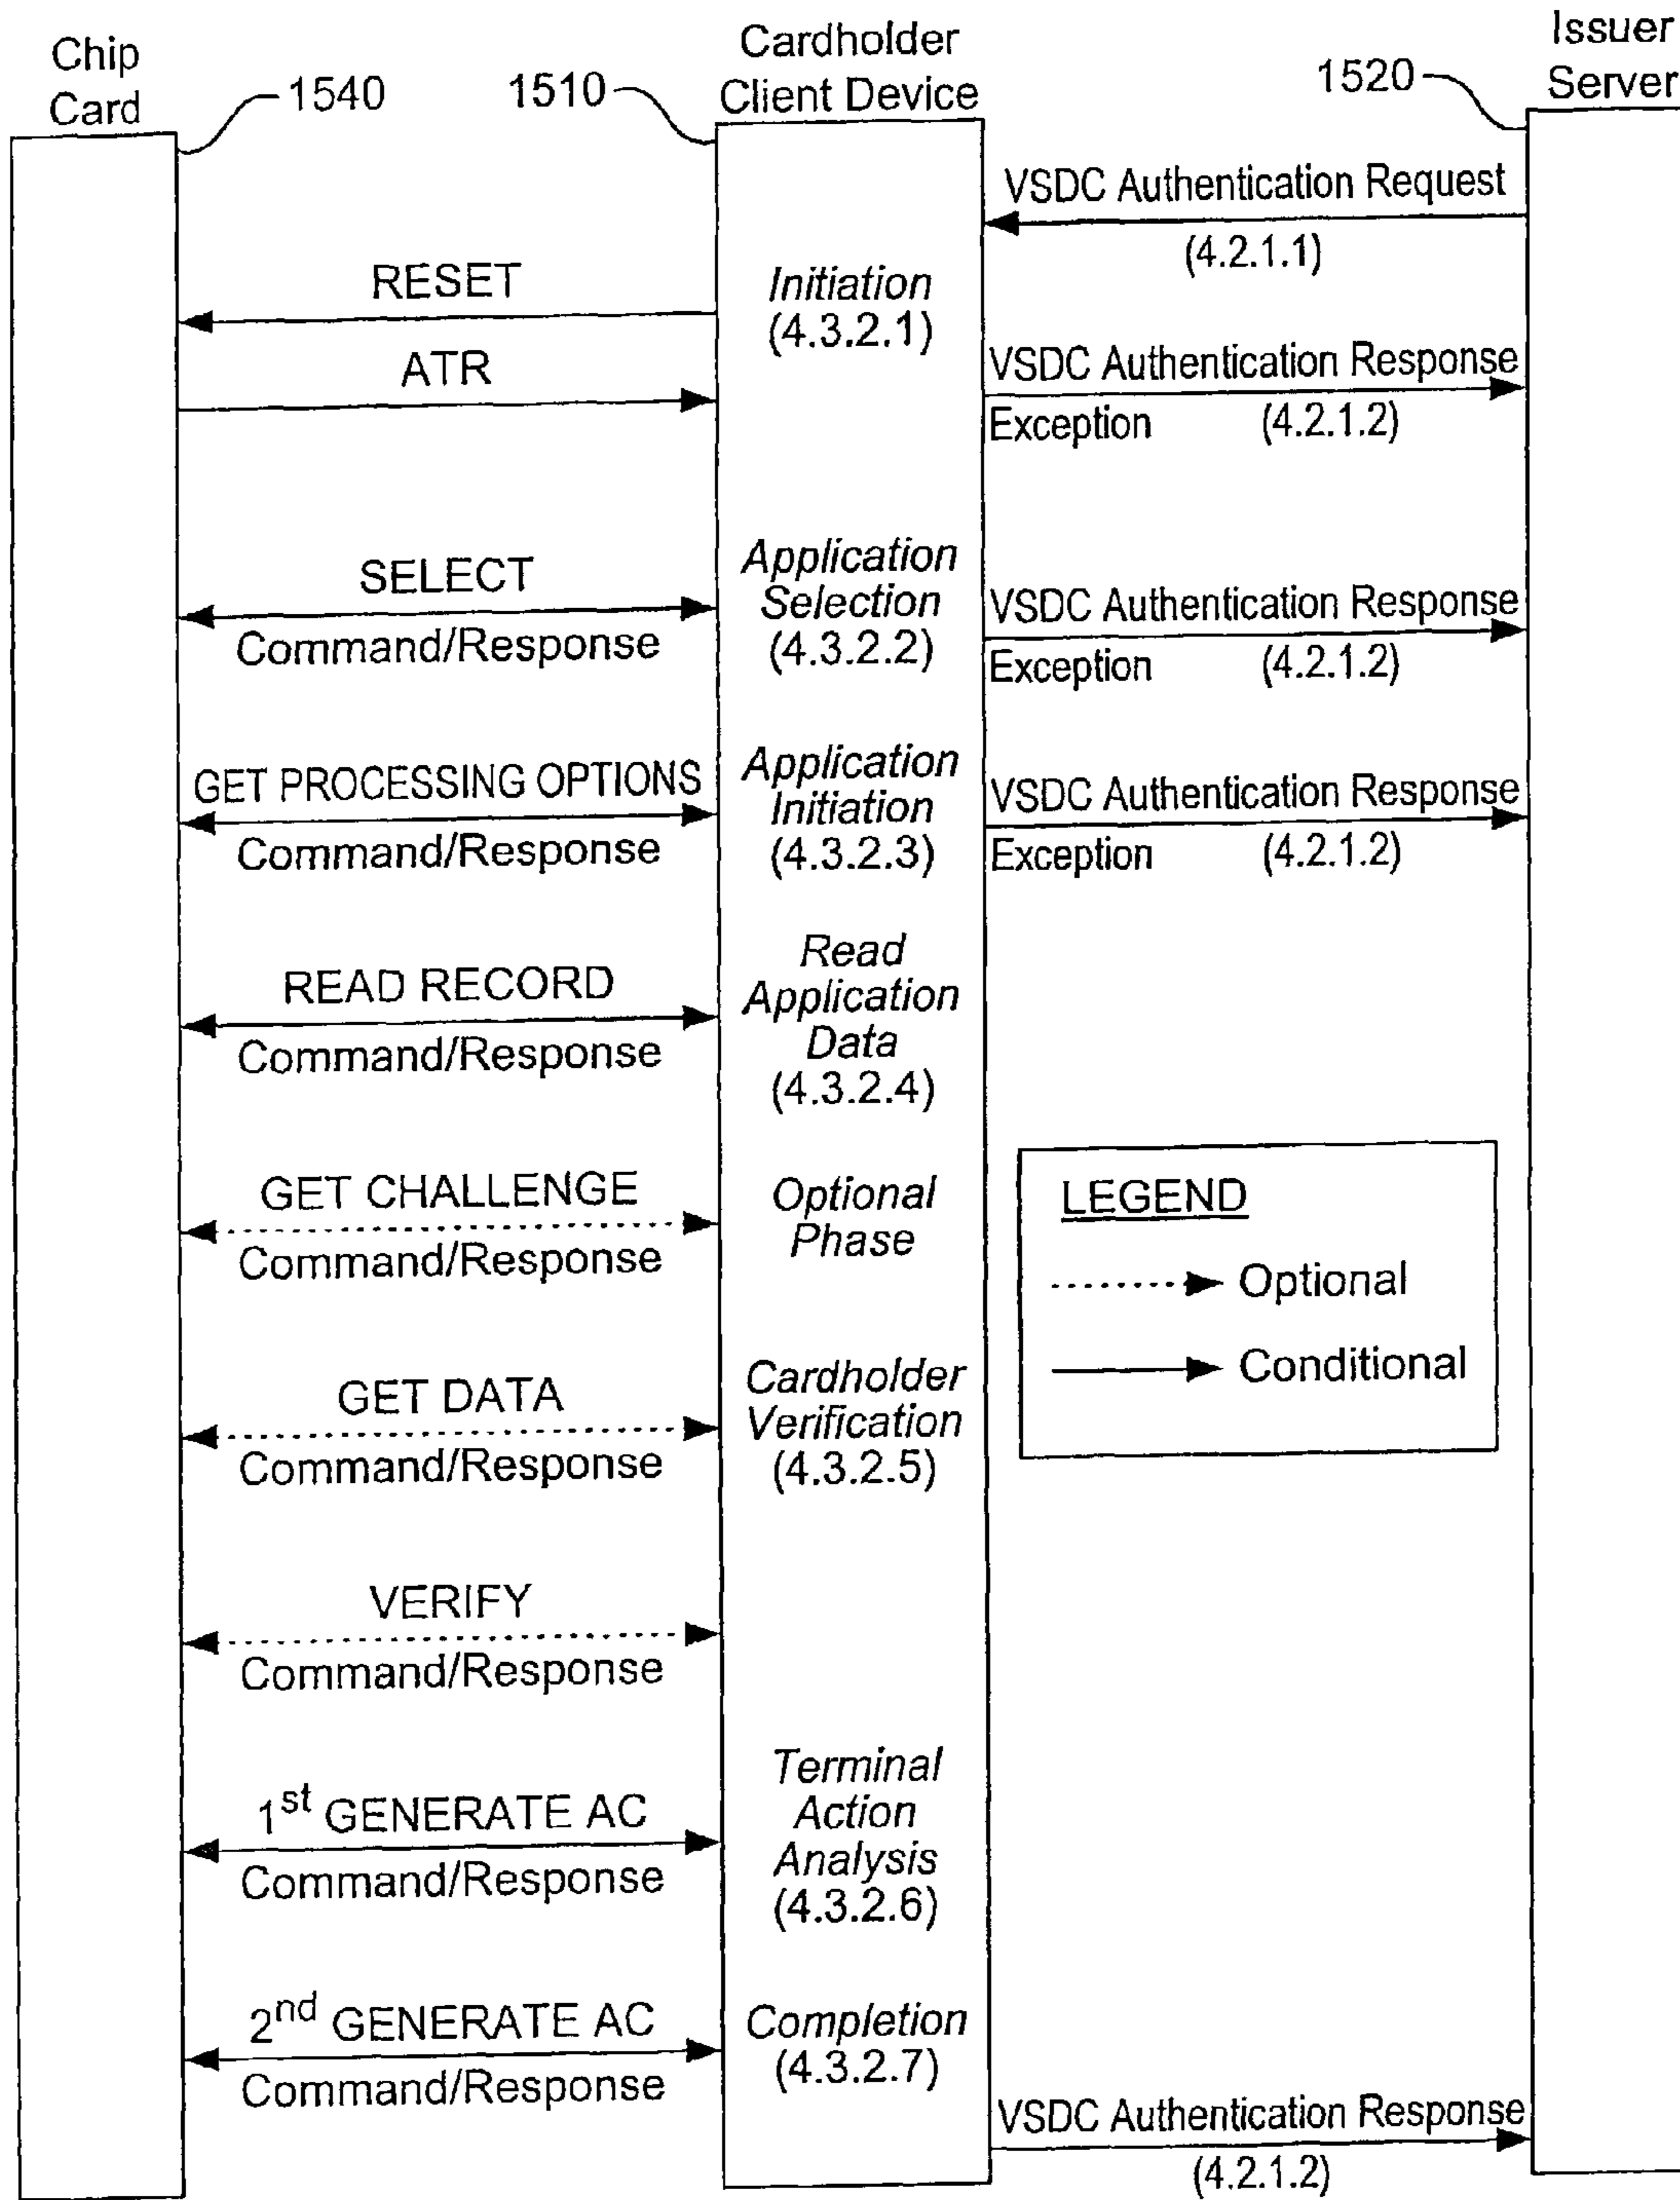 Chip
Card
1540
1510
Cardholder
Client Device
1520
Issuer
Server
VSDC Authentication Request
(4.2.1.1)
RESET
Initiation
(4.3.2.1)
ATR
VSDC Authentication Response
Exception (4.2.1.2)
SELECT
Command/Response
Application
Selection
(4.3.2.2)
VSDC Authentication Response
Exception (4.2.1.2)
GET PROCESSING OPTIONS
Command/Response
Application
Initiation
(4.3.2.3)
VSDC Authentication Response
Exception (4.2.1.2)
READ RECORD
Command/Response
Read
Application
Data
(4.3.2.4)
GET CHALLENGE
Command/Response
Optional
Phase
LEGEND
Optional
Conditional
GET DATA
Command/Response
Cardholder
Verification
(4.3.2.5)
VERIFY
Command/Response
1st GENERATE AC
Command/Response
Terminal
Action
Analysis
(4.3.2.6)
2nd GENERATE AC
Command/Response
Completion
(4.3.2.7)
VSDC Authentication Response
(4.2.1.2)